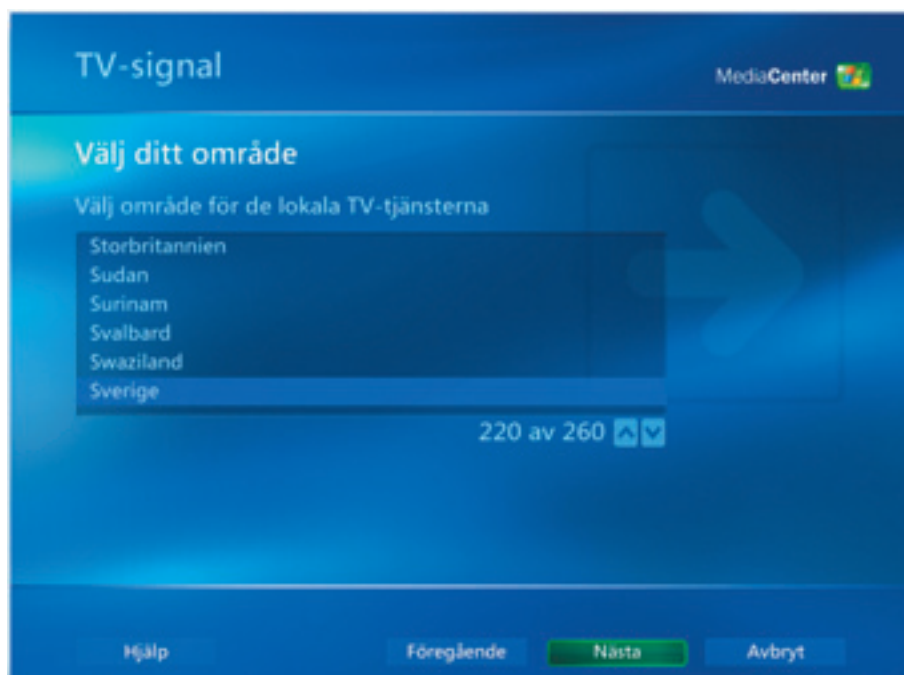 TV-signal
MediaCenter
Välj ditt område
Välj område för de lokala TV-tjänsterna
Storbritannien
Sudan
Surinam
Svalbard
Swaziland
Sverige
220 av 260
Hjälp
Föregående
Nästa
Avbryt